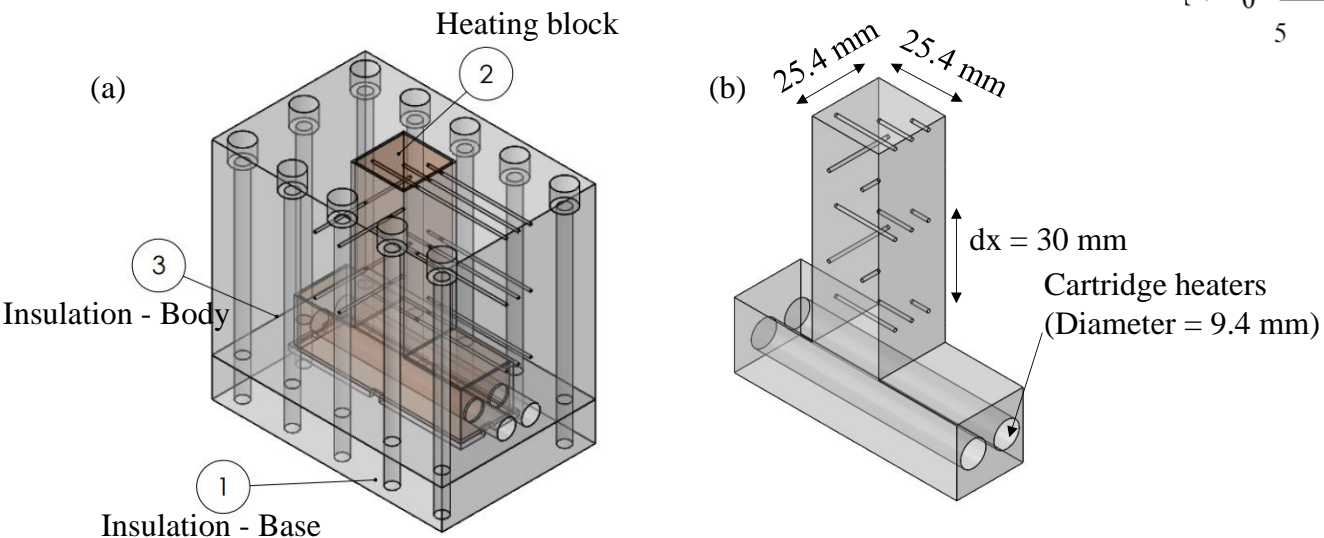 Heating block
(a)
2
3
Insulation - Body
1
Insulation - Base
(b)
25.4 mm
25.4 mm
dx = 30 mm
Cartridge heaters
(Diameter = 9.4 mm)
5